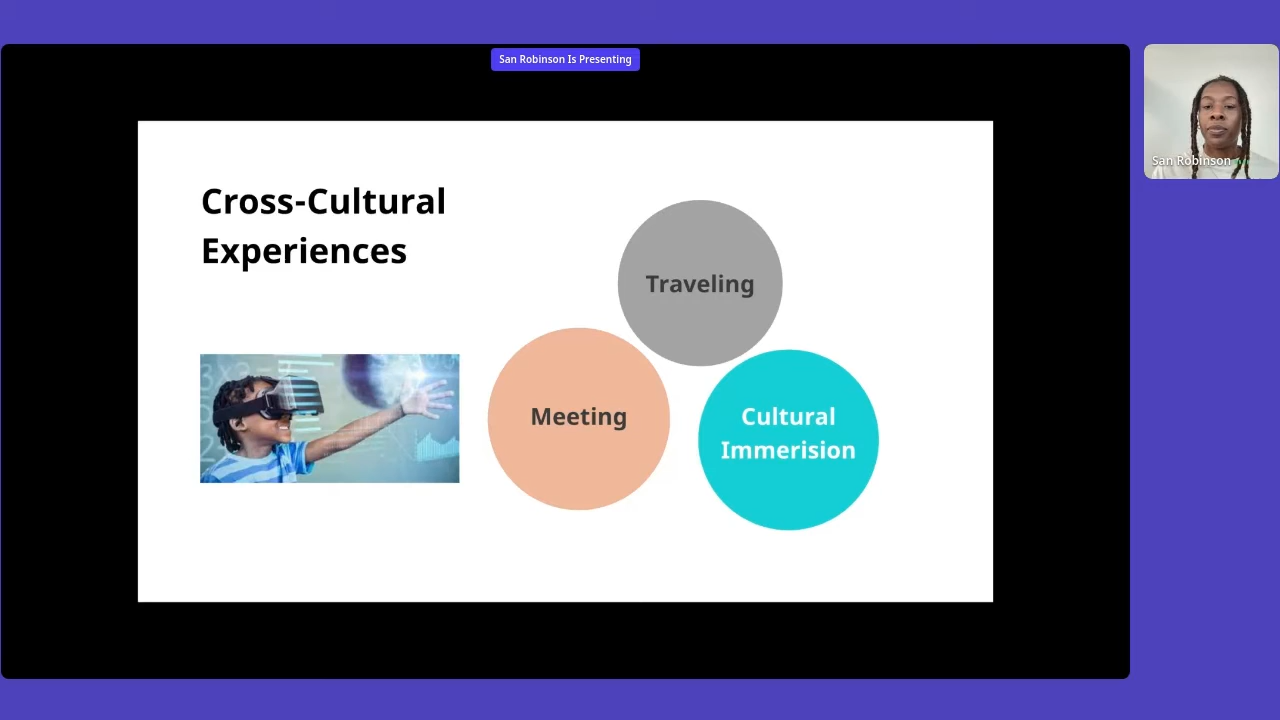 San Robinson Is Presenting
San Robinson
Cross-Cultural
Experiences
Traveling
Meeting
Cultural
Immerision